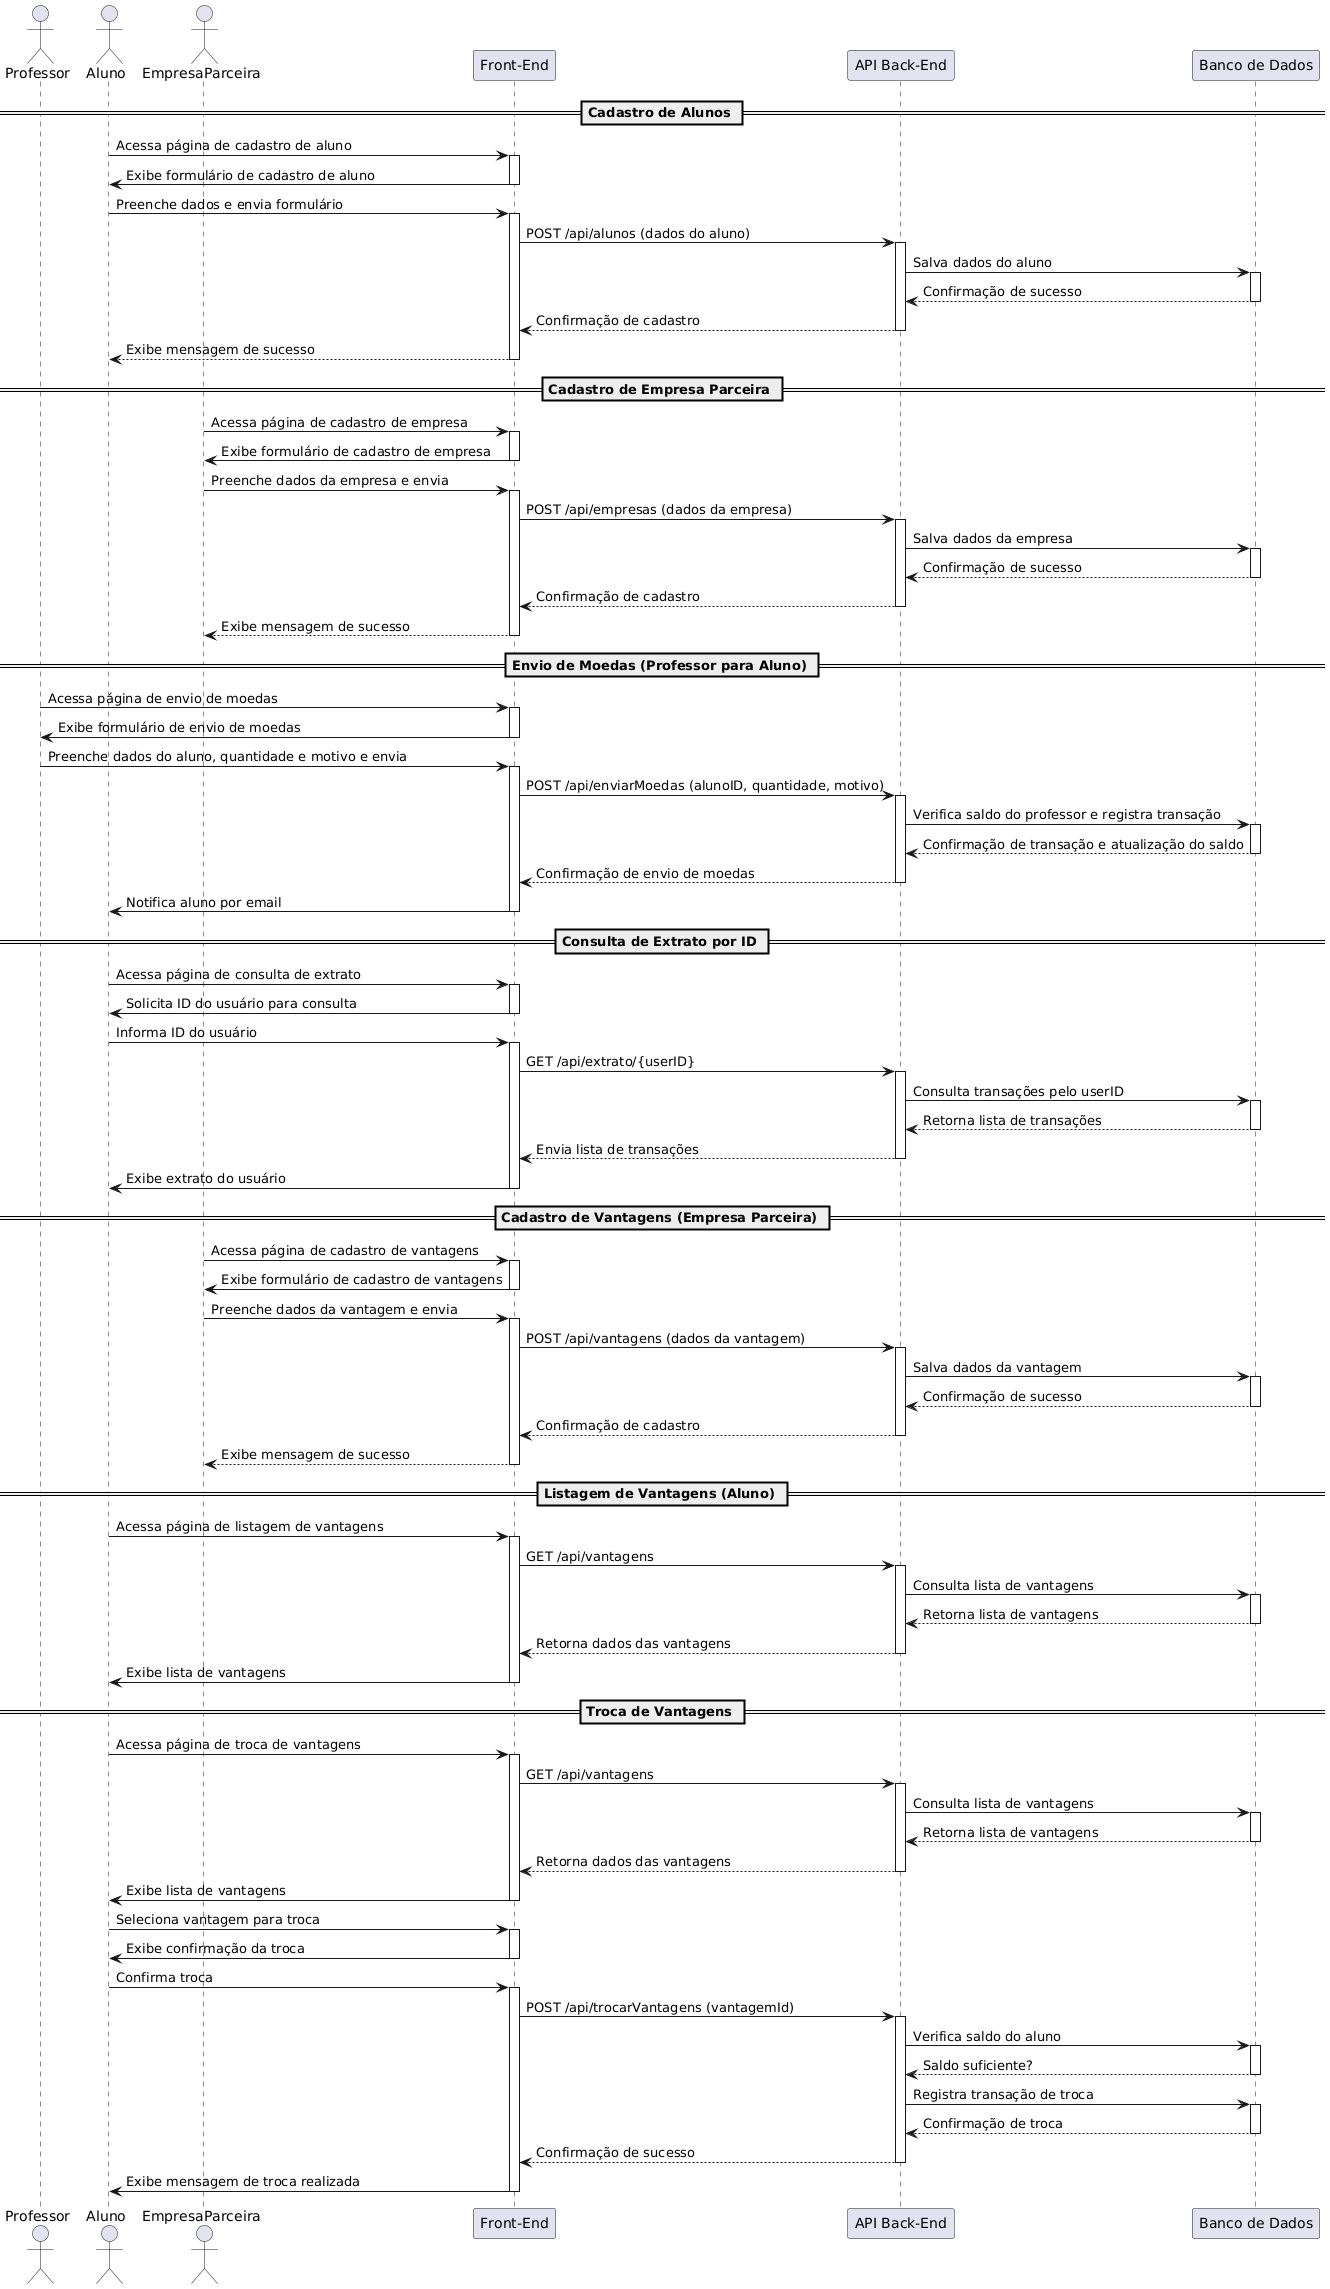 Professor
Aluno
EmpresaParceira
Front-End
API Back-End
Banco de Dados
Cadastro de Alunos
Acessa página de cadastro de aluno
Exibe formulário de cadastro de aluno
Preenche dados e envia formulário
POST /api/alunos (dados do aluno)
Salva dados do aluno
Confirmação de sucesso
Confirmação de cadastro
Exibe mensagem de sucesso
Cadastro de Empresa Parceira
Acessa página de cadastro de empresa
Exibe formulário de cadastro de empresa
Preenche dados da empresa e envia
POST /api/empresas (dados da empresa)
Salva dados da empresa
Confirmação de sucesso
Confirmação de cadastro
Exibe mensagem de sucesso
Envio de Moedas (Professor para Aluno)
Acessa página de envio de moedas
Exibe formulário de envio de moedas
Preenche dados do aluno, quantidade e motivo e envia
POST /api/enviarMoedas (alunoID, quantidade, motivo)
Verifica saldo do professor e registra transação
Confirmação de transação e atualização do saldo
Confirmação de envio de moedas
Notifica aluno por email
Consulta de Extrato por ID
Acessa página de consulta de extrato
Solicita ID do usuário para consulta
Informa ID do usuário
GET /api/extrato/{userID}
Consulta transações pelo userID
Retorna lista de transações
Envia lista de transações
Exibe extrato do usuário
Cadastro de Vantagens (Empresa Parceira)
Acessa página de cadastro de vantagens
Exibe formulário de cadastro de vantagens
Preenche dados da vantagem e envia
POST /api/vantagens (dados da vantagem)
Salva dados da vantagem
Confirmação de sucesso
Confirmação de cadastro
Exibe mensagem de sucesso
Listagem de Vantagens (Aluno)
Acessa página de listagem de vantagens
GET /api/vantagens
Consulta lista de vantagens
Retorna lista de vantagens
Retorna dados das vantagens
Exibe lista de vantagens
Troca de Vantagens
Acessa página de troca de vantagens
GET /api/vantagens
Consulta lista de vantagens
Retorna lista de vantagens
Retorna dados das vantagens
Exibe lista de vantagens
Seleciona vantagem para troca
Exibe confirmação da troca
Confirma troca
POST /api/trocarVantagens (vantagemId)
Verifica saldo do aluno
Saldo suficiente?
Registra transação de troca
Confirmação de troca
Confirmação de sucesso
Exibe mensagem de troca realizada
Professor
Aluno
EmpresaParceira
Front-End
API Back-End
Banco de Dados